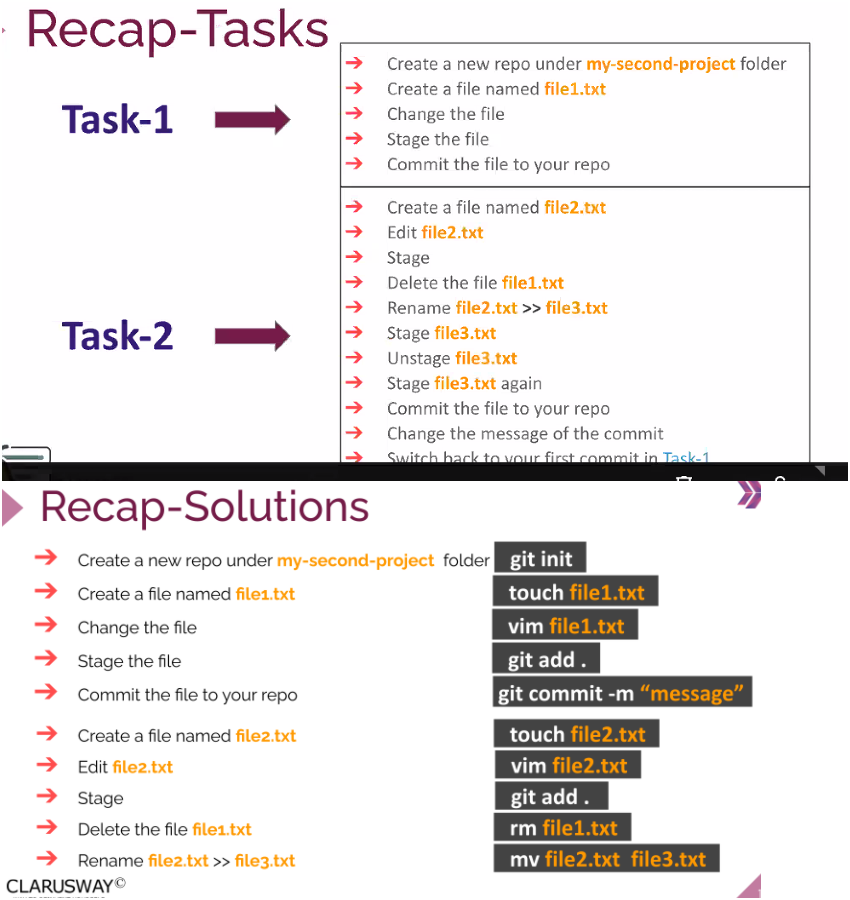 Recap-Tasks
Task-1
Create a new repo under my-second-project folder
Create a file named file1.txt
Change the file
Stage the file
Commit the file to your repo
Task-2
Create a file named file2.txt
Edit file2.txt
Stage
Delete the file file1.txt
Rename file2.txt >> file3.txt
Stage file3.txt
Unstage file3.txt
Stage file3.txt again
Commit the file to your repo
Change the message of the commit
Switch back to your first commit in Task-1
Recap-Solutions
Create a new repo under my-second-project folder git init
Create a file named file1.txt touch file1.txt
Change the file vim file1.txt
Stage the file git add .
Commit the file to your repo git commit -m “message”
Create a file named file2.txt touch file2.txt
Edit file2.txt vim file2.txt
Stage git add .
Delete the file file1.txt rm file1.txt
Rename file2.txt >> file3.txt mv file2.txt file3.txt
CLARUSWAY©